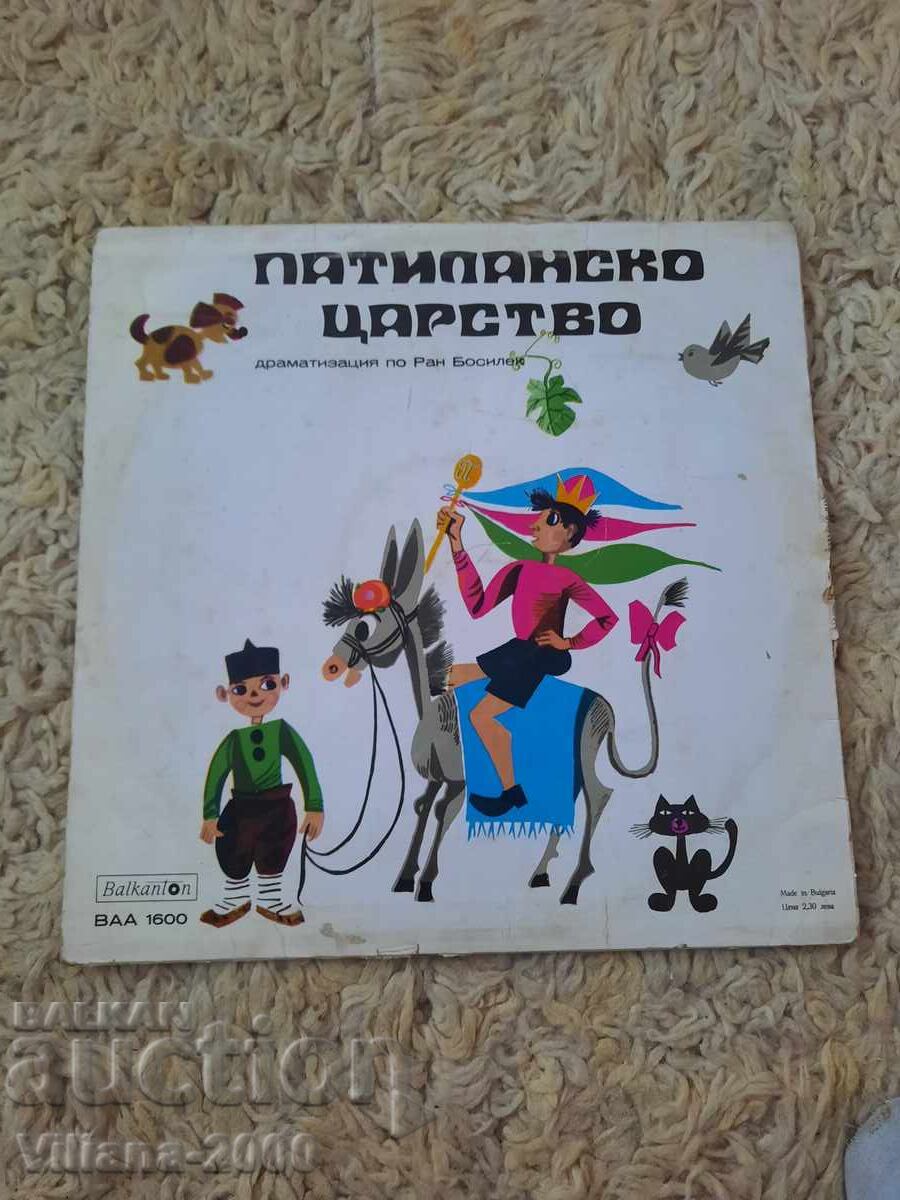 ПАТИЛАНСКО
ЦАРСТВО
драматизация по Ран Босилек
Balkanton
ВАА 1600
Made in Bulgaria
Цена 2,30 лева
BALKAN
auction
Viliana-2000